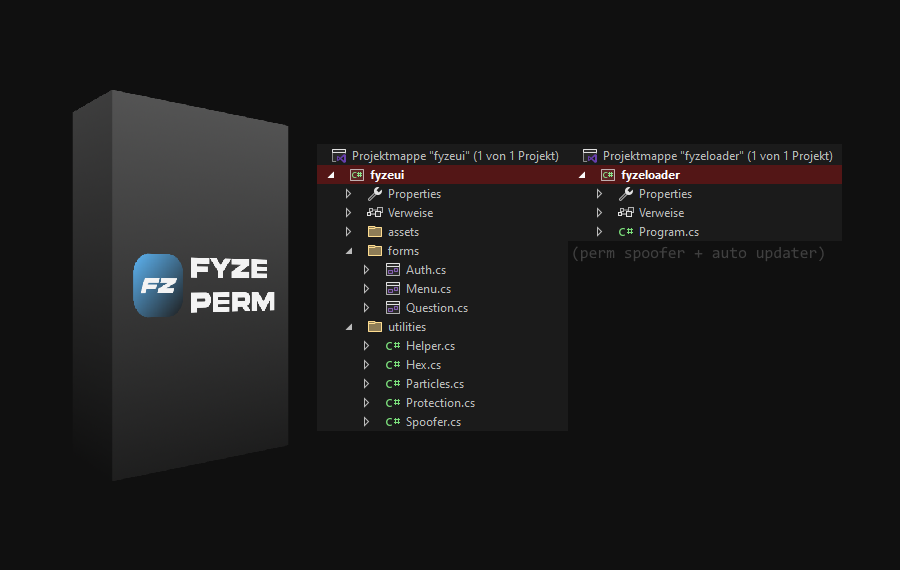 FZ
FYZE
PERM
Projektmappe "fyzeui" (1 von 1 Projekt)
C# fyzeui
Properties
Verweise
assets
forms
Auth.cs
Menu.cs
Question.cs
utilities
C# Helper.cs
C# Hex.cs
C# Particles.cs
C# Protection.cs
C# Spoofer.cs
Projektmappe "fyzeloader" (1 von 1 Projekt)
C# fyzeloader
Properties
Verweise
C# Program.cs
(perm spoofer + auto updater)